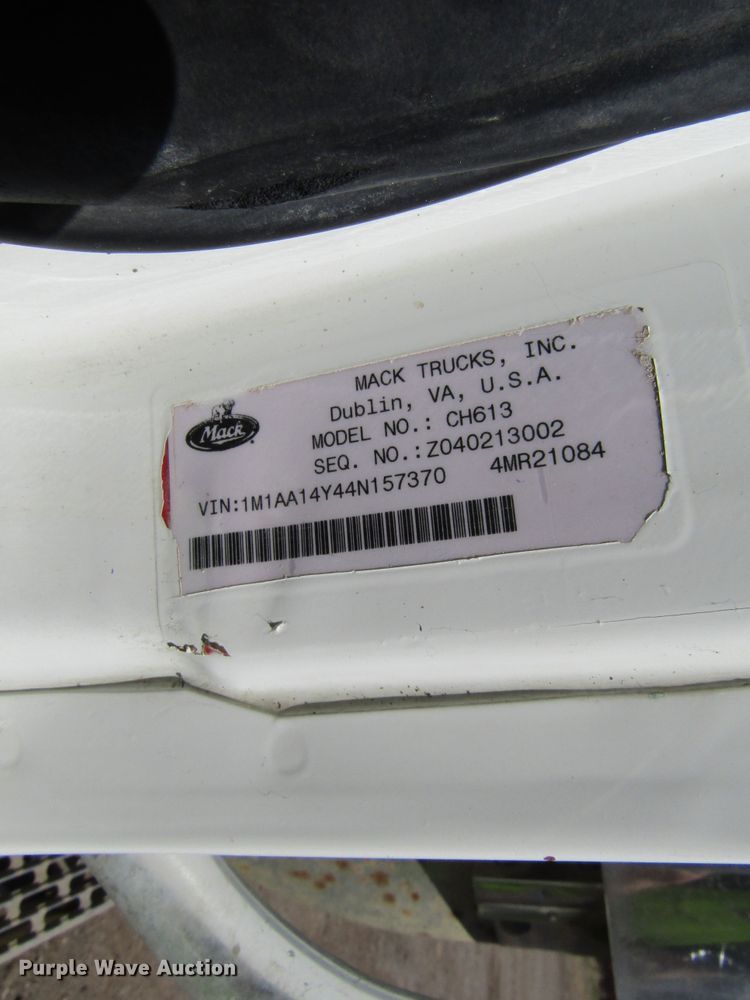 MACK TRUCKS, INC.
Dublin, VA, U.S.A.
MODEL NO.: CH613
SEQ. NO.:Z040213002
4MR21084
VIN:1M1AA14Y44N157370
Mack
Purple Wave Auction